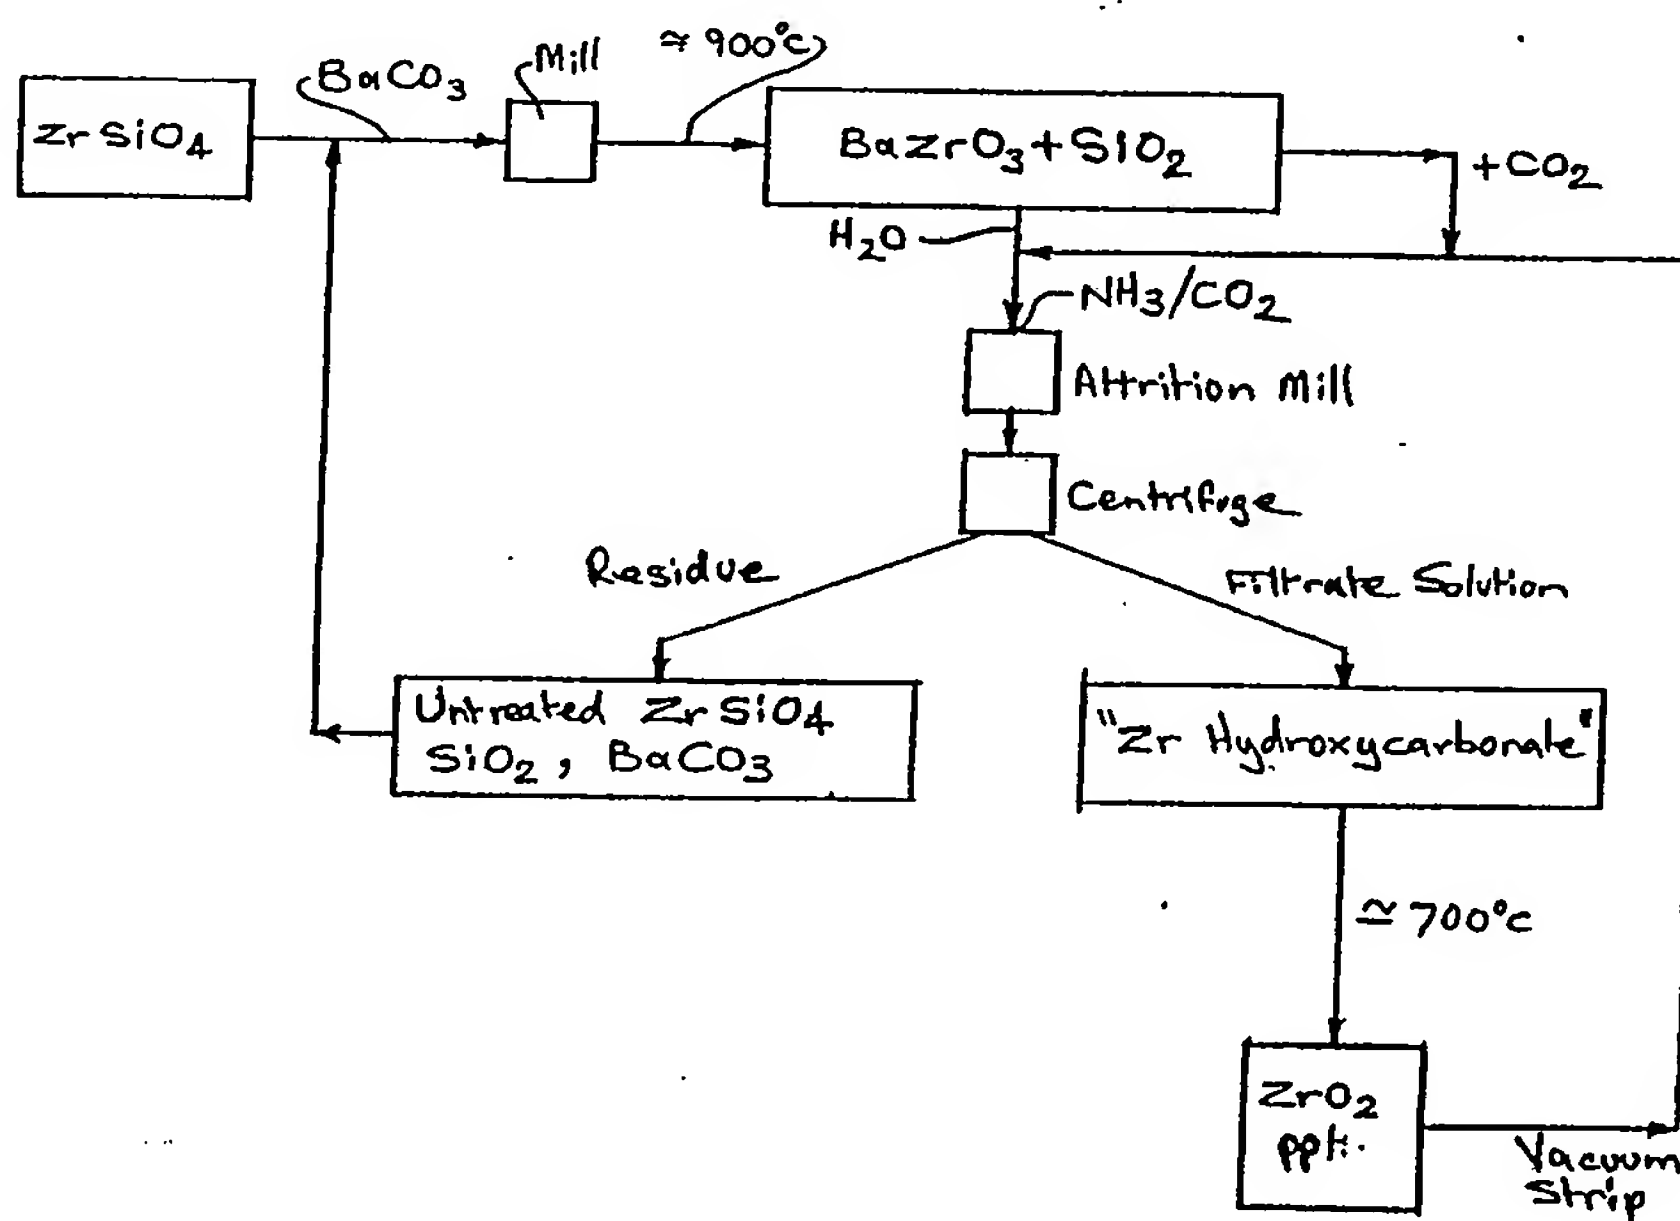 ZrSiO4
BaCO3
Mill
≃ 900°c
BaZrO3 + SiO2
+CO2
H2O
NH3/CO2
Attrition Mill
Centrifuge
Residue
Filtrate Solution
Untreated ZrSiO4
SiO2, BaCO3
"Zr Hydroxycarbonate"
≃ 700°c
ZrO2
ppt.
Vacuum
Strip